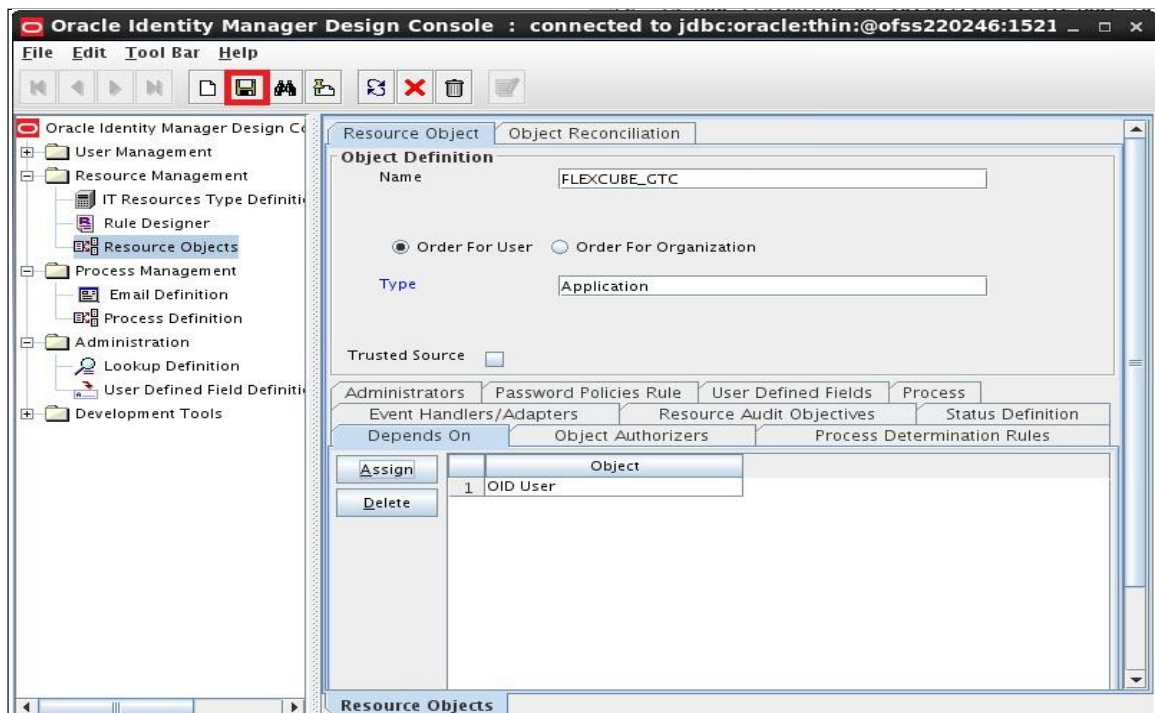 Oracle Identity Manager Design Console : connected to jdbc:oracle:thin:@ofss220246:1521
File Edit Tool Bar Help
Oracle Identity Manager Design Co
User Management
Resource Management
IT Resources Type Definiti
Rule Designer
Resource Objects
Process Management
Email Definition
Process Definition
Administration
Lookup Definition
User Defined Field Definiti
Development Tools
Resource Object Object Reconciliation
Object Definition
Name FLEXCUBE_GTC
Order For User Order For Organization
Type Application
Trusted Source
Administrators Password Policies Rule User Defined Fields Process
Event Handlers/Adapters Resource Audit Objectives Status Definition
Depends On Object Authorizers Process Determination Rules
Assign Object
1 OID User
Delete
Resource Objects